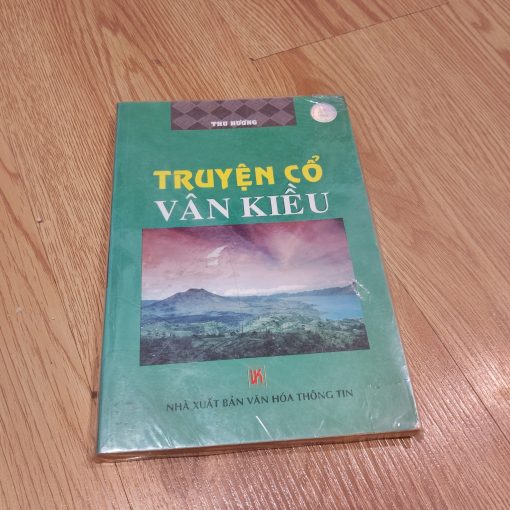 THU HƯƠNG
TRUYỆN CỔ
VÂN KIỀU
NHÀ XUẤT BẢN VĂN HÓA THÔNG TIN